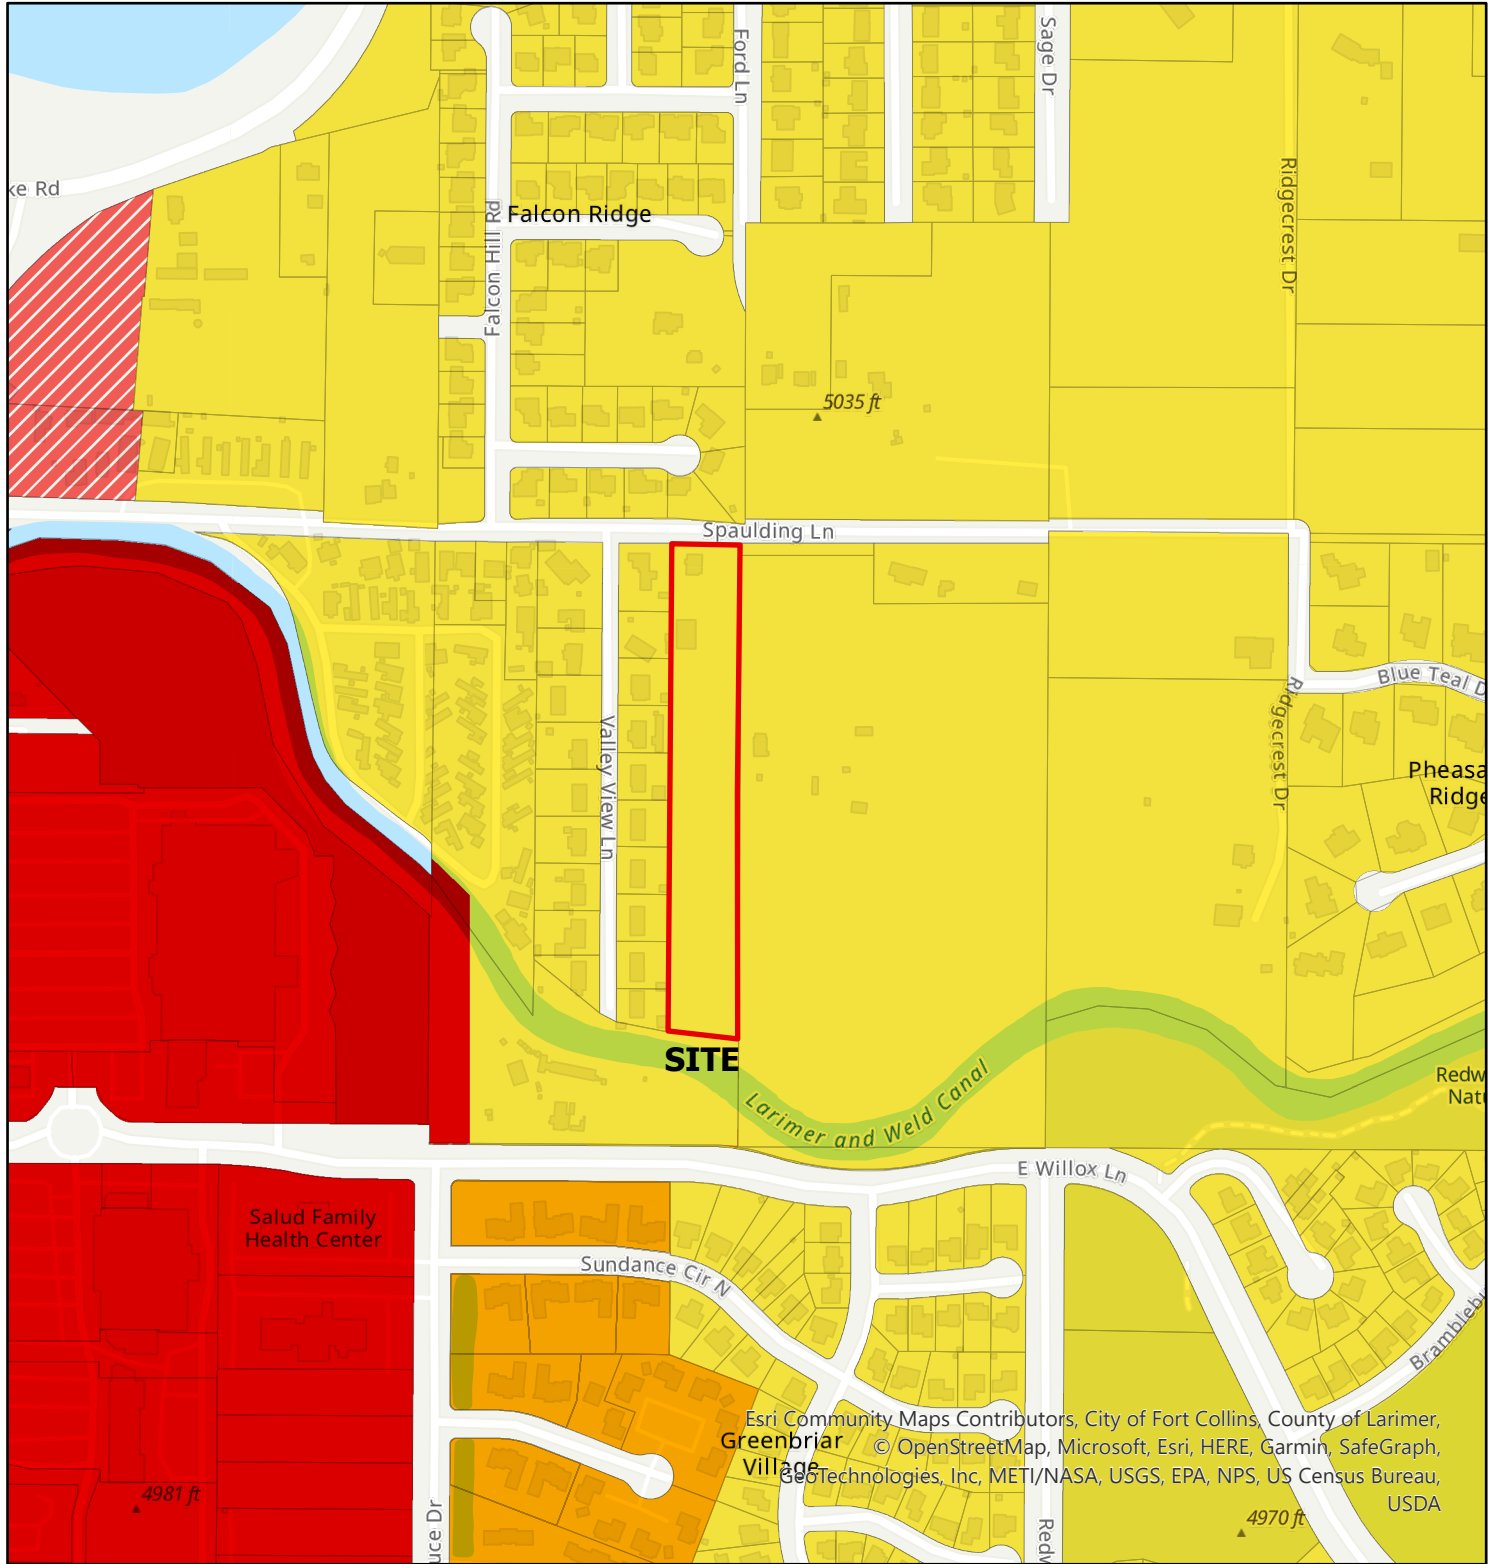 Ford Ln
Sage Dr
ke Rd
Falcon Ridge
Falcon Hill Rd
Ridgecrest Dr
5035 ft
Spaulding Ln
Valley View Ln
Ridgecrest Dr
Blue Teal D
Pheasa
Ridge
SITE
Larimer and Weld Canal
Redw
Natu
E Willox Ln
Salud Family
Health Center
Sundance Cir N
Bramblebu
Greenbriar
Village
Esri Community Maps Contributors, City of Fort Collins, County of Larimer,
© OpenStreetMap, Microsoft, Esri, HERE, Garmin, SafeGraph,
GeoTechnologies, Inc, METI/NASA, USGS, EPA, NPS, US Census Bureau,
USDA
4981 ft
uce Dr
Redw
4970 ft